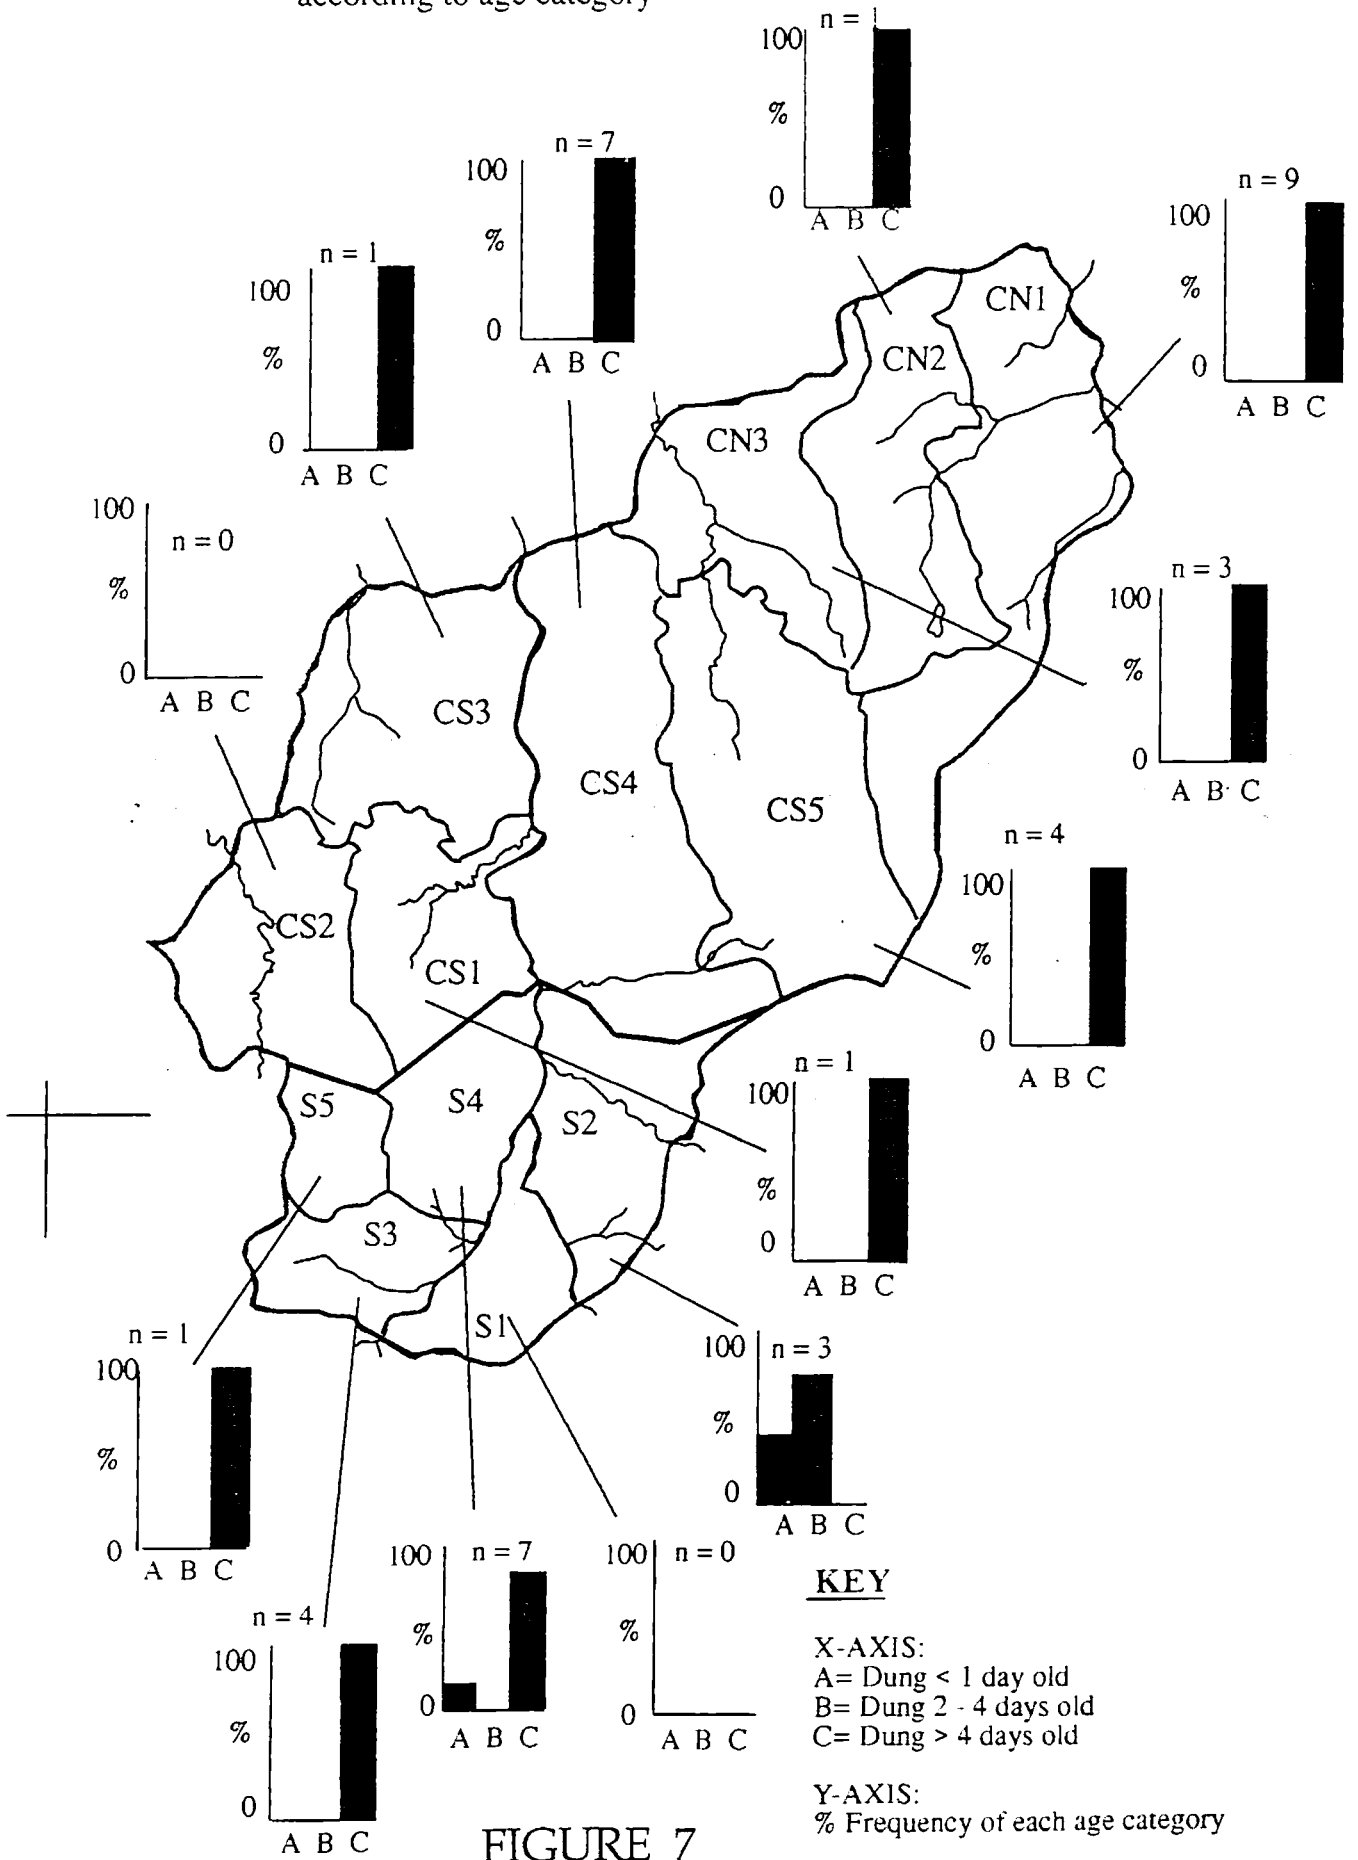 according to age category
n = 1
100
%
0
A B C
n = 7
100
%
0
A B C
n = 9
100
%
0
A B C
n = 1
100
%
0
A B C
CN1
CN2
CN3
n = 0
100
%
0
A B C
n = 3
100
%
0
A B C
CS3
CS4
CS5
n = 4
100
%
0
A B C
CS2
CS1
n = 1
100
%
0
A B C
S5
S4
S2
S3
S1
n = 1
100
%
0
A B C
n = 3
100
%
0
A B C
n = 4
100
%
0
A B C
n = 7
100
%
0
A B C
n = 0
100
%
0
A B C
KEY
X-AXIS:
A= Dung < 1 day old
B= Dung 2 - 4 days old
C= Dung > 4 days old
Y-AXIS:
% Frequency of each age category
FIGURE 7